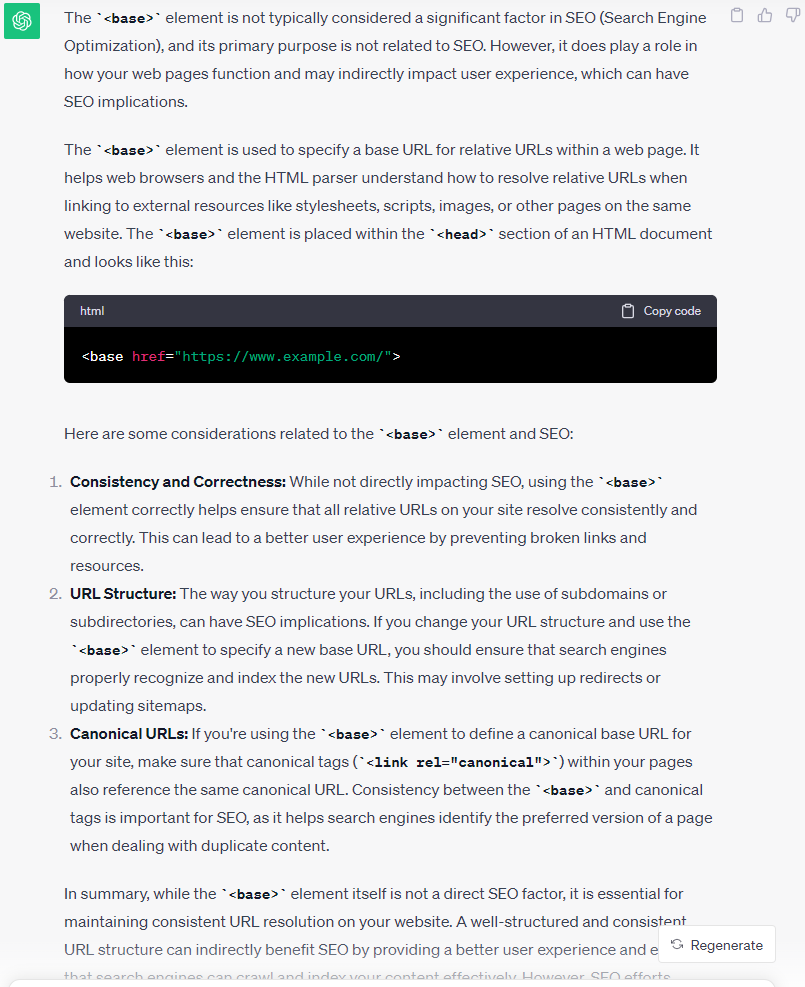 The `<base>` element is not typically considered a significant factor in SEO (Search Engine
Optimization), and its primary purpose is not related to SEO. However, it does play a role in
how your web pages function and may indirectly impact user experience, which can have
SEO implications.
The `<base>` element is used to specify a base URL for relative URLs within a web page. It
helps web browsers and the HTML parser understand how to resolve relative URLs when
linking to external resources like stylesheets, scripts, images, or other pages on the same
website. The `<base>` element is placed within the `<head>` section of an HTML document
and looks like this:
html
Copy code
<base href="https://www.example.com/">
Here are some considerations related to the `<base>` element and SEO:
1. Consistency and Correctness: While not directly impacting SEO, using the `<base>`
element correctly helps ensure that all relative URLs on your site resolve consistently and
correctly. This can lead to a better user experience by preventing broken links and
resources.
2. URL Structure: The way you structure your URLs, including the use of subdomains or
subdirectories, can have SEO implications. If you change your URL structure and use the
`<base>` element to specify a new base URL, you should ensure that search engines
properly recognize and index the new URLs. This may involve setting up redirects or
updating sitemaps.
3. Canonical URLs: If you're using the `<base>` element to define a canonical base URL for
your site, make sure that canonical tags (`<link rel="canonical">`) within your pages
also reference the same canonical URL. Consistency between the `<base>` and canonical
tags is important for SEO, as it helps search engines identify the preferred version of a page
when dealing with duplicate content.
In summary, while the `<base>` element itself is not a direct SEO factor, it is essential for
maintaining consistent URL resolution on your website. A well-structured and consistent
URL structure can indirectly benefit SEO by providing a better user experience and e
Regenerate
that search engines can crawl and index your content effectively. However, SEO efforts